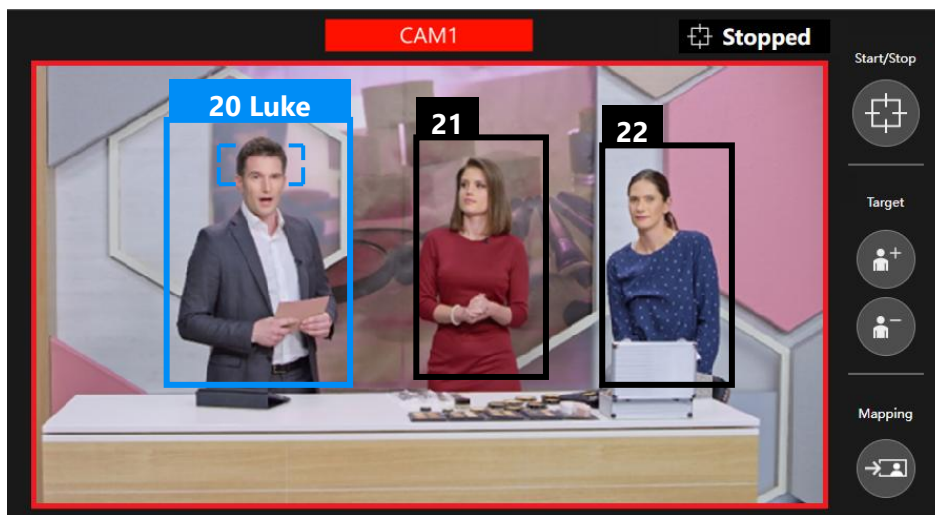 CAM1
Stopped
Start/Stop
20 Luke
21
22
Target
Mapping